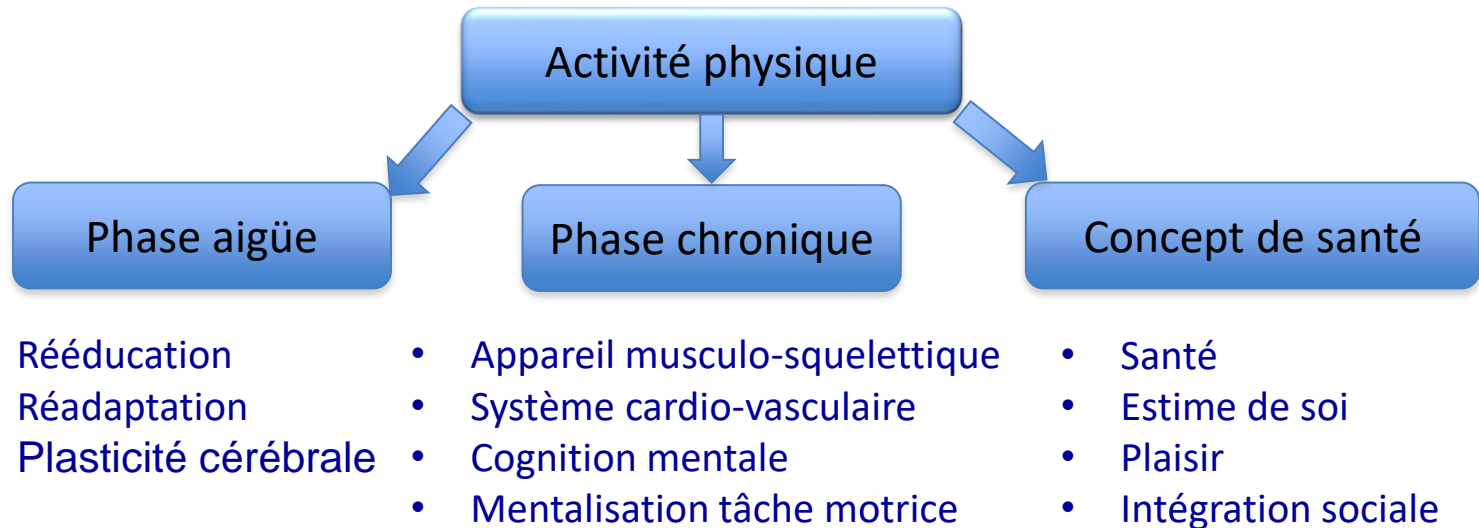 Activité physique
Phase aigüe
Phase chronique
Concept de santé
Rééducation
Réadaptation
Plasticité cérébrale
• Appareil musculo-squelettique
• Système cardio-vasculaire
• Cognition mentale
• Mentalisation tâche motrice
• Santé
• Estime de soi
• Plaisir
• Intégration sociale